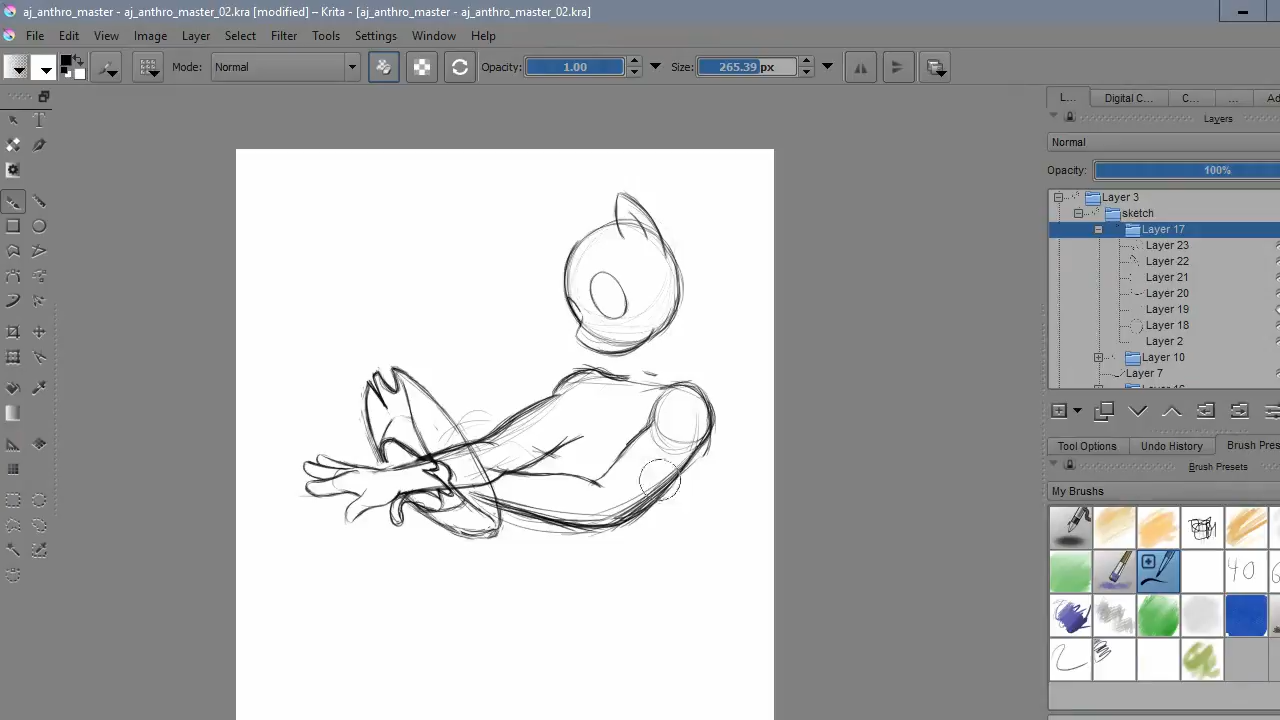 aj_anthro_master - aj_anthro_master_02.kra [modified] – Krita - [aj_anthro_master - aj_anthro_master_02.kra]
File Edit View Image Layer Select Filter Tools Settings Window Help
Mode: Normal Opacity: 1.00 Size: 265.39 px
L... Digital C... C... ... Ad
Layers
Normal
Opacity: 100%
Layer 3
sketch
Layer 17
Layer 23
Layer 22
Layer 21
Layer 20
Layer 19
Layer 18
Layer 2
Layer 10
Layer 7
Tool Options Undo History Brush Pres
Brush Presets
My Brushes
40